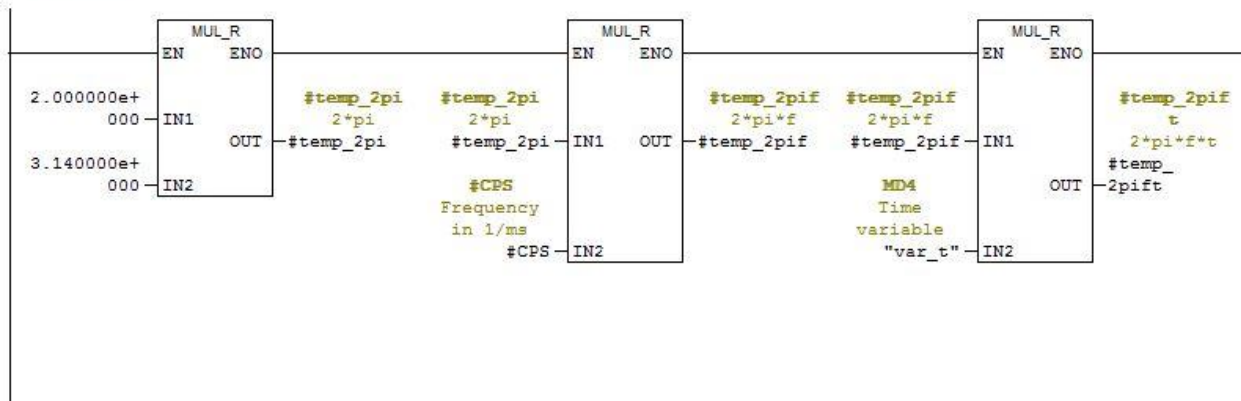 MUL_R
EN ENO
2.000000e+
000
IN1
3.140000e+
000
IN2
OUT
#temp_2pi
2*pi
#temp_2pi
MUL_R
EN ENO
#temp_2pi
2*pi
#temp_2pi
IN1
#CPS
Frequency
in 1/ms
#CPS
IN2
OUT
#temp_2pif
2*pi*f
#temp_2pif
MUL_R
EN ENO
#temp_2pif
2*pi*f
#temp_2pif
IN1
MD4
Time
variable
"var_t"
IN2
OUT
#temp_2pif
t
2*pi*f*t
#temp_
2pift